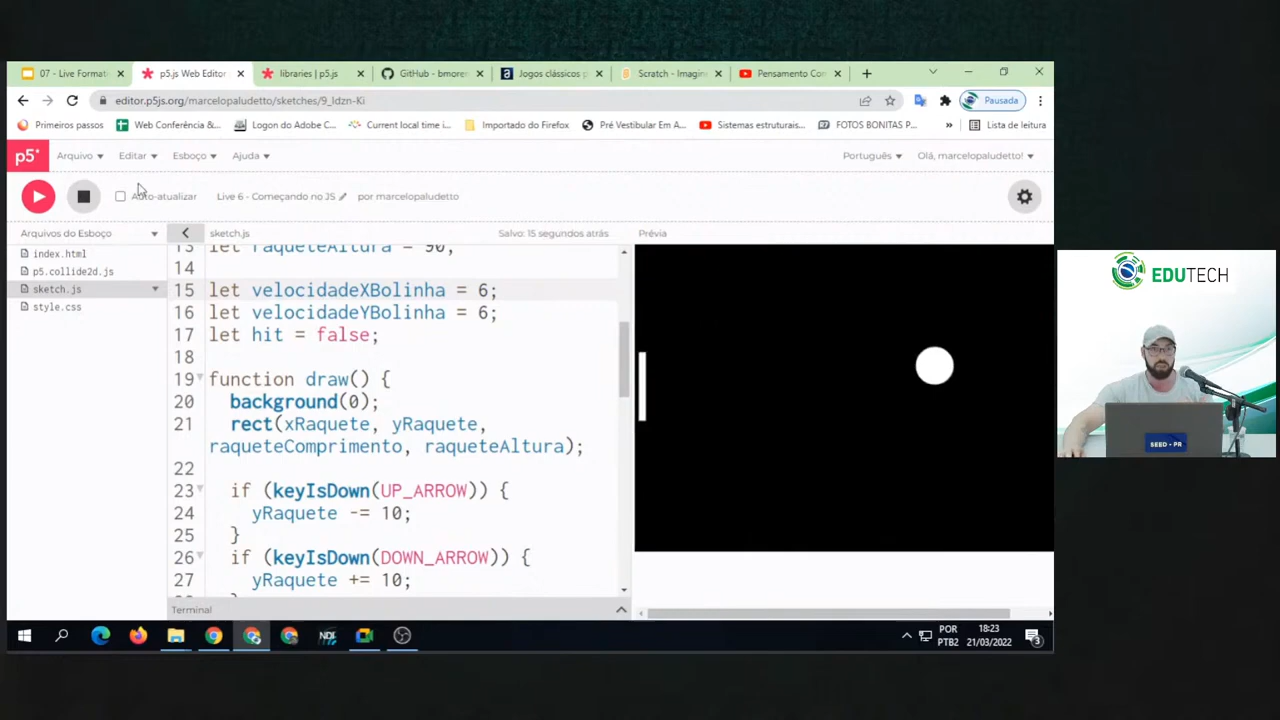 07 - Live Formati
p5.js Web Editor
libraries | p5.js
GitHub - bmoren
Jogos clássicos p
Scratch - Imagin
Pensamento Con
editor.p5js.org/marcelopaludetto/sketches/9_ldzn-Ki
Pausada
Primeiros passos
Web Conferência &...
Logon do Adobe C...
Current local time i...
Importado do Firefox
Pré Vestibular Em A...
Sistemas estruturais...
FOTOS BONITAS P...
»
Lista de leitura
p5*
Arquivo
Editar
Esboço
Ajuda
Português
Olá, marcelopaludetto!
Auto-atualizar
Live 6 - Começando no JS
por marcelopaludetto
Arquivos do Esboço
sketch.js
Salvo: 15 segundos atrás
Prévia
index.html
p5.collide2d.js
sketch.js
style.css
13 let raqueteAltura = 90;
14
15 let velocidadeXBolinha = 6;
16 let velocidadeYBolinha = 6;
17 let hit = false;
18
19 function draw() {
20 background(0);
21 rect(xRaquete, yRaquete,
raqueteComprimento, raqueteAltura);
22
23 if (keyIsDown(UP_ARROW)) {
24 yRaquete -= 10;
25 }
26 if (keyIsDown(DOWN_ARROW)) {
27 yRaquete += 10;
Terminal
NDI
POR
PTB2
18:23
21/03/2022
3
EDUTECH
SEED - PR